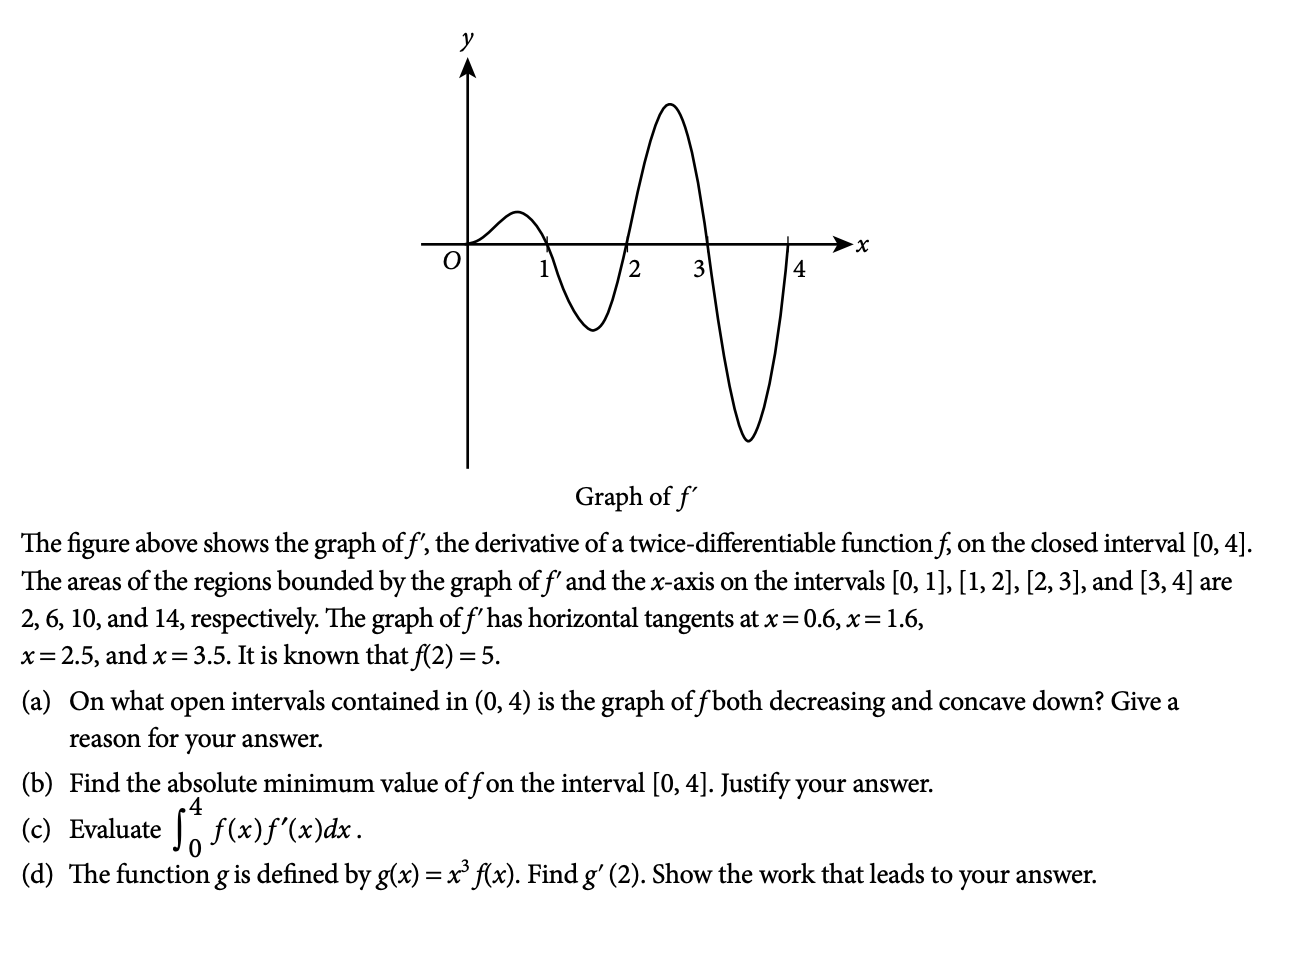 y
O
1
2
3
4
x
Graph of f′
The figure above shows the graph of f′, the derivative of a twice-differentiable function f, on the closed interval [0, 4].
The areas of the regions bounded by the graph of f′ and the x-axis on the intervals [0, 1], [1, 2], [2, 3], and [3, 4] are
2, 6, 10, and 14, respectively. The graph of f′ has horizontal tangents at x = 0.6, x = 1.6,
x = 2.5, and x = 3.5. It is known that f(2) = 5.
(a) On what open intervals contained in (0, 4) is the graph of f both decreasing and concave down? Give a
reason for your answer.
(b) Find the absolute minimum value of f on the interval [0, 4]. Justify your answer.
(c) Evaluate ∫₀⁴ f(x) f′(x)dx.
(d) The function g is defined by g(x) = x³ f(x). Find g′ (2). Show the work that leads to your answer.